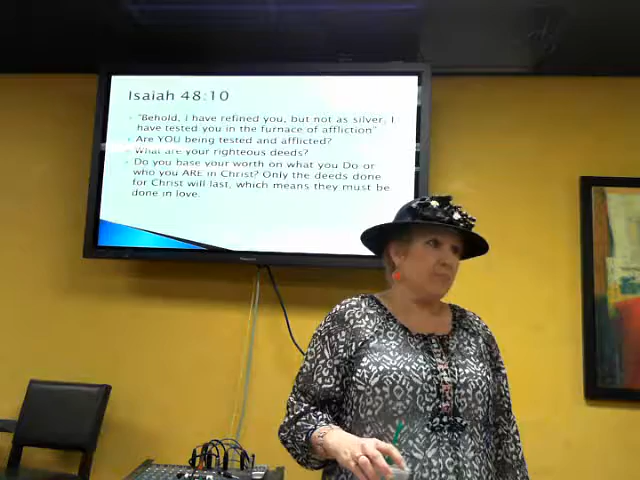 Isaiah 48:10
"Behold, I have refined you, but not as silver; I
have tested you in the furnace of affliction"
Are YOU being tested and afflicted?
What are your righteous deeds?
Do you base your worth on what you Do or
who you ARE in Christ? Only the deeds done
for Christ will last, which means they must be
done in love.
Panasonic